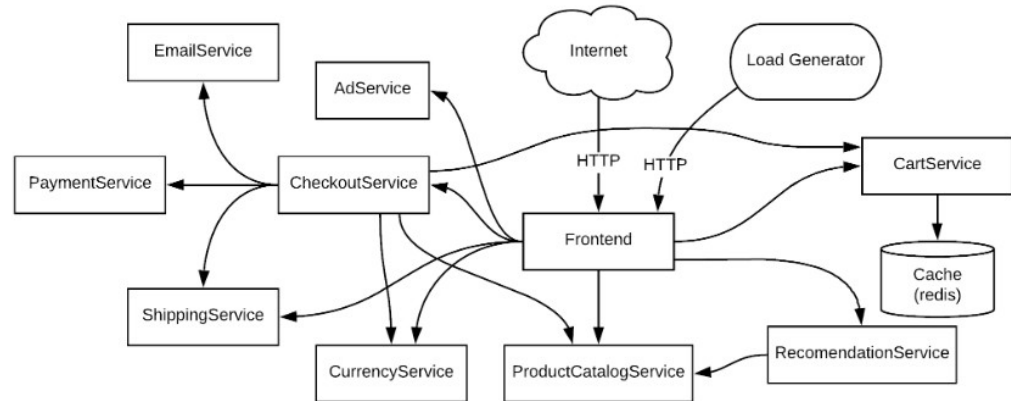 EmailService
Internet
Load Generator
AdService
HTTP
HTTP
CartService
PaymentService
CheckoutService
Frontend
Cache
(redis)
ShippingService
CurrencyService
ProductCatalogService
RecomendationService